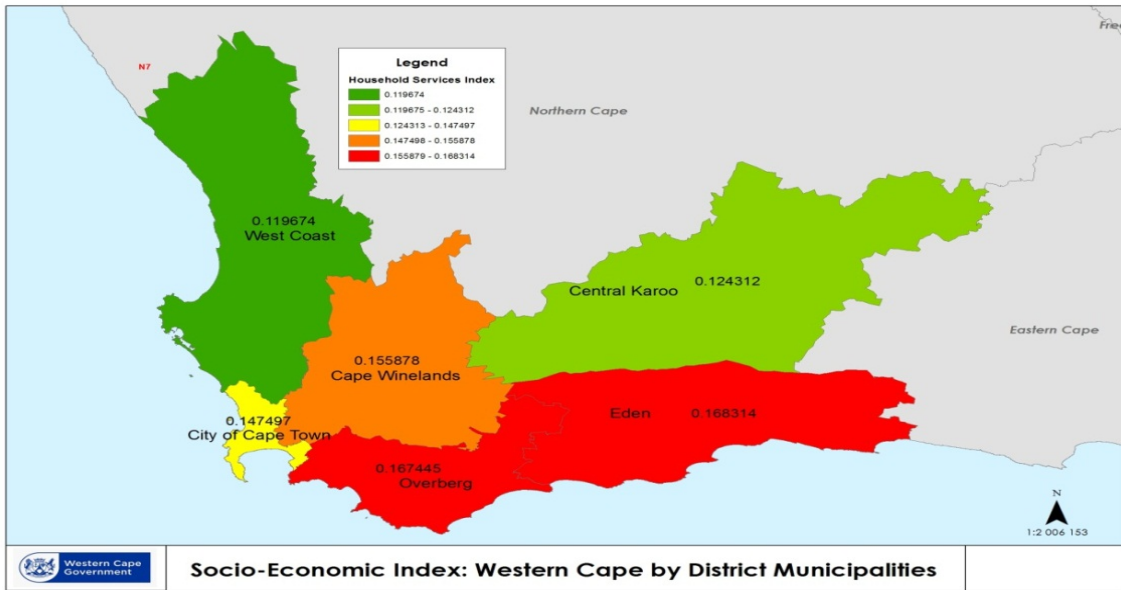 Free
N7
Legend
Household Services Index
0.119674
0.119675 - 0.124312
0.124313 - 0.147497
0.147498 - 0.155878
0.155879 - 0.168314
Northern Cape
0.119674
West Coast
Central Karoo 0.124312
Eastern Cape
0.155878
Cape Winelands
0.147497
City of Cape Town
Eden 0.168314
0.167445
Overberg
N
1:2 006 153
Western Cape
Government
Socio-Economic Index: Western Cape by District Municipalities